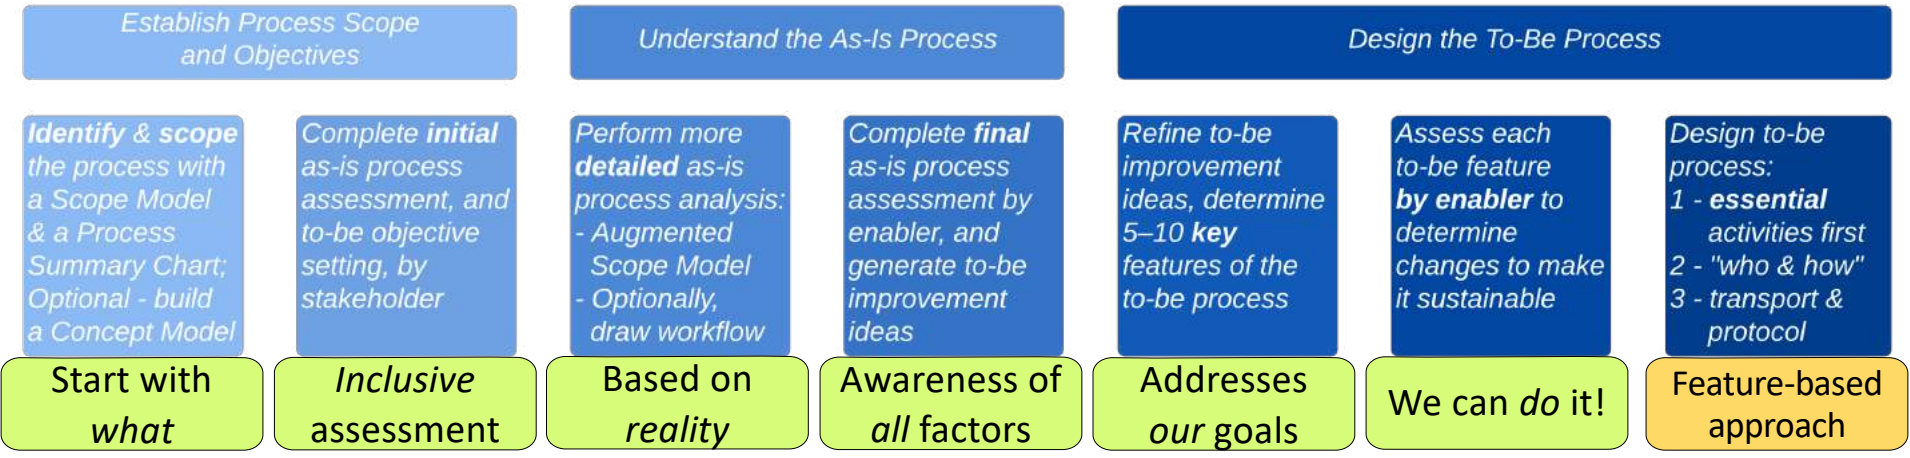 Establish Process Scope
and Objectives
Understand the As-Is Process
Design the To-Be Process
Identify & scope
the process with
a Scope Model
& a Process
Summary Chart;
Optional - build
a Concept Model
Complete initial
as-is process
assessment, and
to-be objective
setting, by
stakeholder
Perform more
detailed as-is
process analysis:
- Augmented
Scope Model
- Optionally,
draw workflow
Complete final
as-is process
assessment by
enabler, and
generate to-be
improvement
ideas
Refine to-be
improvement
ideas, determine
5–10 key
features of the
to-be process
Assess each
to-be feature
by enabler to
determine
changes to make
it sustainable
Design to-be
process:
1 - essential
activities first
2 - "who & how"
3 - transport &
protocol
Start with
what
Inclusive
assessment
Based on
reality
Awareness of
all factors
Addresses
our goals
We can do it!
Feature-based
approach